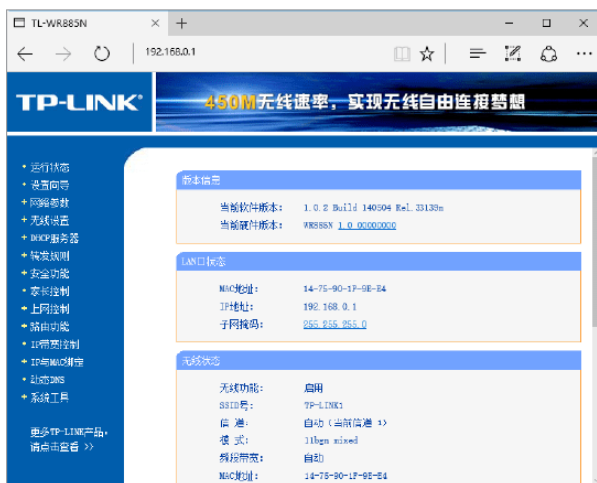 TL-WR885N
192.168.0.1
TP-LINK
450M无线速率，实现无线自由连接梦想
• 运行状态
• 设置向导
+ 网络参数
+ 无线设置
+ DHCP服务器
+ 转发规则
+ 安全功能
• 家长控制
+ 上网控制
+ 路由功能
• IP带宽控制
+ IP与MAC绑定
• 动态DNS
+ 系统工具
更多TP-LINK产品，
请点击查看 >>
版本信息
当前软件版本： 1.0.2 Build 140504 Rel.33139n
当前硬件版本： WR885N 1.0 00000000
LAN口状态
MAC地址： 14-75-90-1F-9E-E4
IP地址： 192.168.0.1
子网掩码： 255.255.255.0
无线状态
无线功能： 启用
SSID号： TP-LINK1
信 道： 自动（当前信道 1）
模 式： 11bgn mixed
频段带宽： 自动
MAC地址： 14-75-90-1F-9E-E4